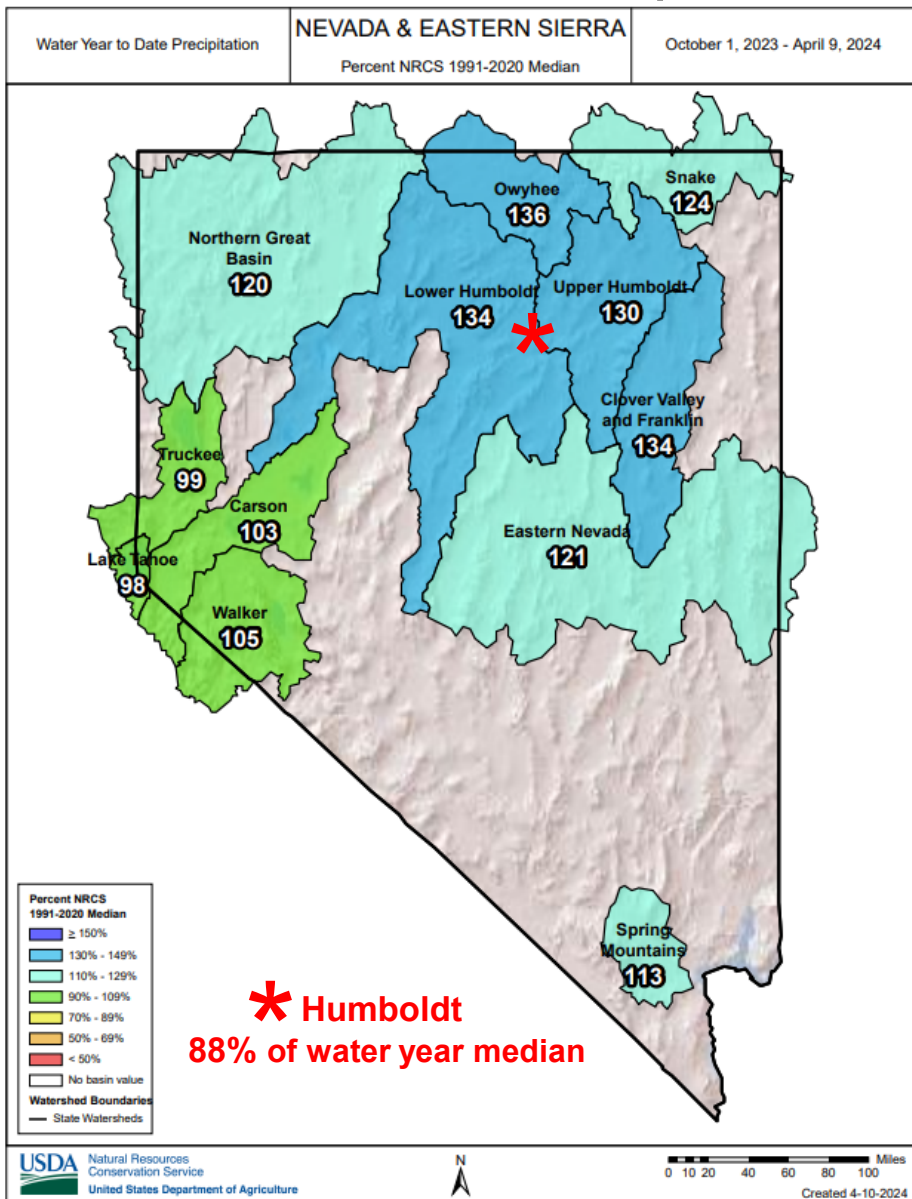 Water Year to Date Precipitation
NEVADA & EASTERN SIERRA
Percent NRCS 1991-2020 Median
October 1, 2023 - April 9, 2024
Owyhee
136
Snake
124
Northern Great
Basin
120
Lower Humboldt
134
Upper Humboldt
130
*
Clover Valley
and Franklin
134
Truckee
99
Carson
103
Eastern Nevada
121
Lake Tahoe
98
Walker
105
Spring
Mountains
113
Percent NRCS
1991-2020 Median
≥ 150%
130% - 149%
110% - 129%
90% - 109%
70% - 89%
50% - 69%
< 50%
No basin value
Watershed Boundaries
State Watersheds
* Humboldt
88% of water year median
USDA
Natural Resources
Conservation Service
United States Department of Agriculture
N
Miles
0 10 20 40 60 80 100
Created 4-10-2024